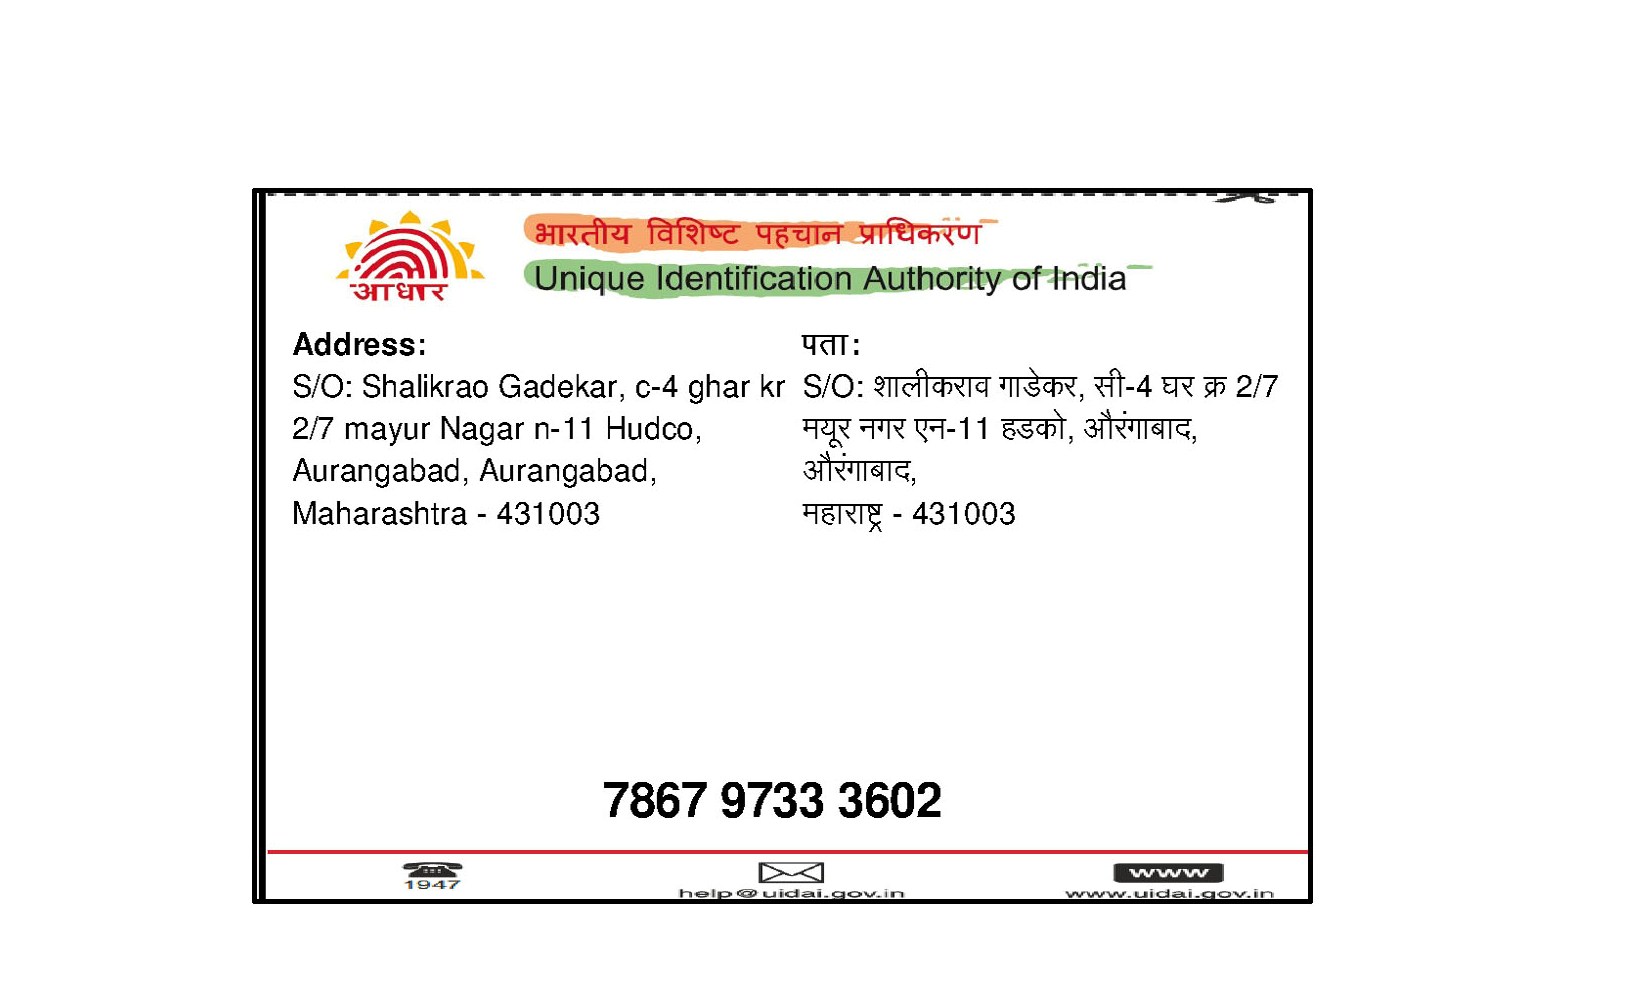 आधार
भारतीय विशिष्ट पहचान प्राधिकरण
Unique Identification Authority of India
Address:
S/O: Shalikrao Gadekar, c-4 ghar kr
2/7 mayur Nagar n-11 Hudco,
Aurangabad, Aurangabad,
Maharashtra - 431003
पता:
S/O: शालीकराव गाडेकर, सी-4 घर क्र 2/7
मयूर नगर एन-11 हडको, औरंगाबाद,
औरंगाबाद,
महाराष्ट्र - 431003
7867 9733 3602
1947
help@uidai.gov.in
www
www.uidai.gov.in